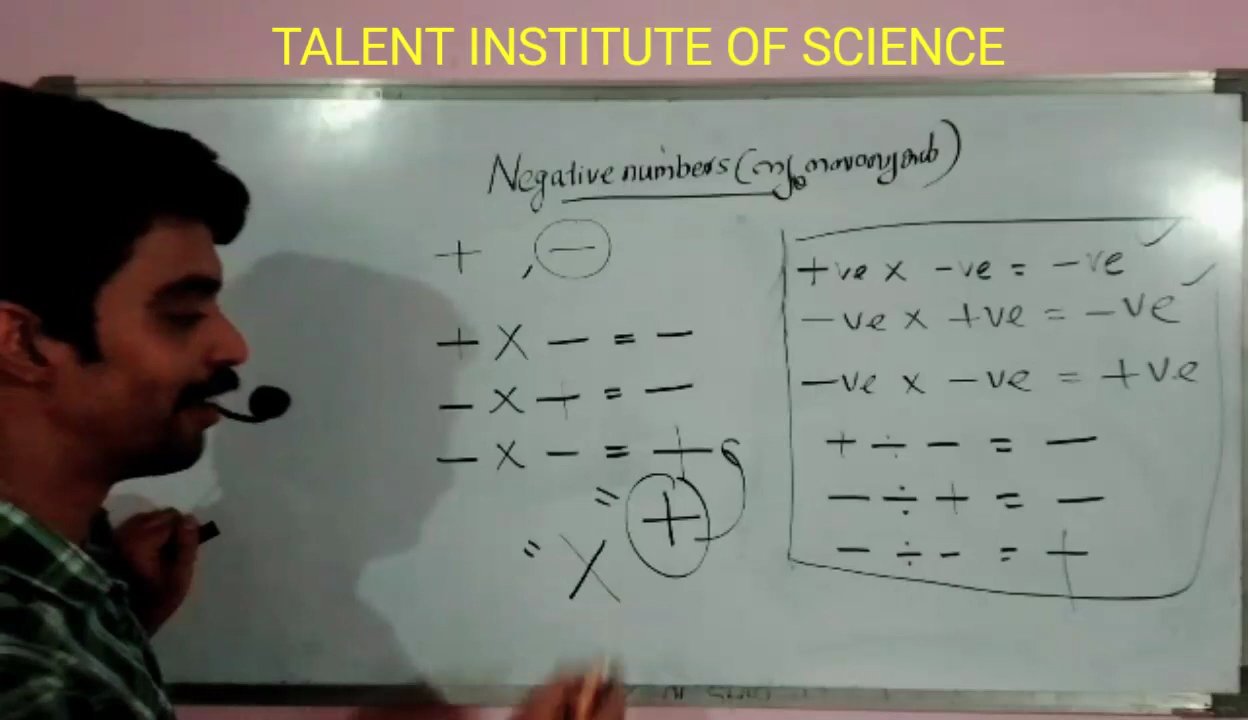 TALENT INSTITUTE OF SCIENCE
Negative numbers (
+ , −
+ × − = −
− × + = −
− × − = +
" +
" ×
+ve × -ve = -ve
-ve × +ve = -ve
-ve × -ve = +ve
+ ÷ − = −
− ÷ + = −
− ÷ − = +